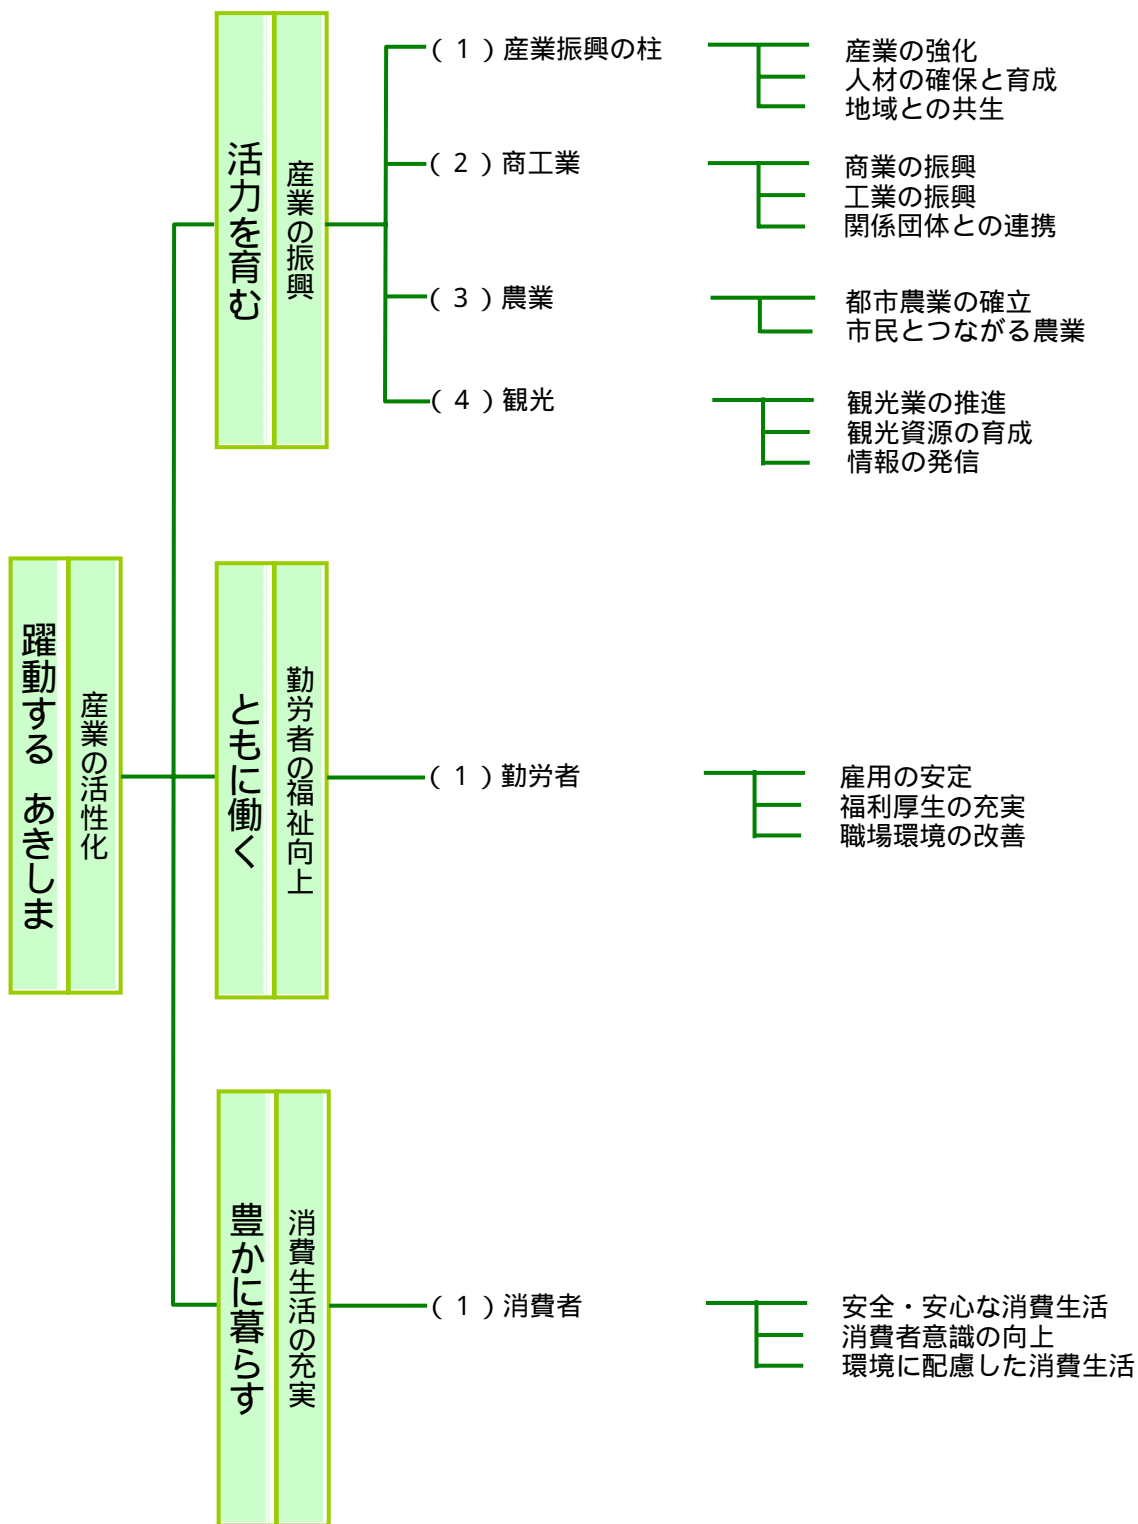 躍動する あきしま
産業の活性化
活力を育む
産業の振興
(1)産業振興の柱
産業の強化
人材の確保と育成
地域との共生
(2)商工業
商業の振興
工業の振興
関係団体との連携
(3)農業
都市農業の確立
市民とつながる農業
(4)観光
観光業の推進
観光資源の育成
情報の発信
ともに働く
勤労者の福祉向上
(1)勤労者
雇用の安定
福利厚生の充実
職場環境の改善
豊かに暮らす
消費生活の充実
(1)消費者
安全・安心な消費生活
消費者意識の向上
環境に配慮した消費生活